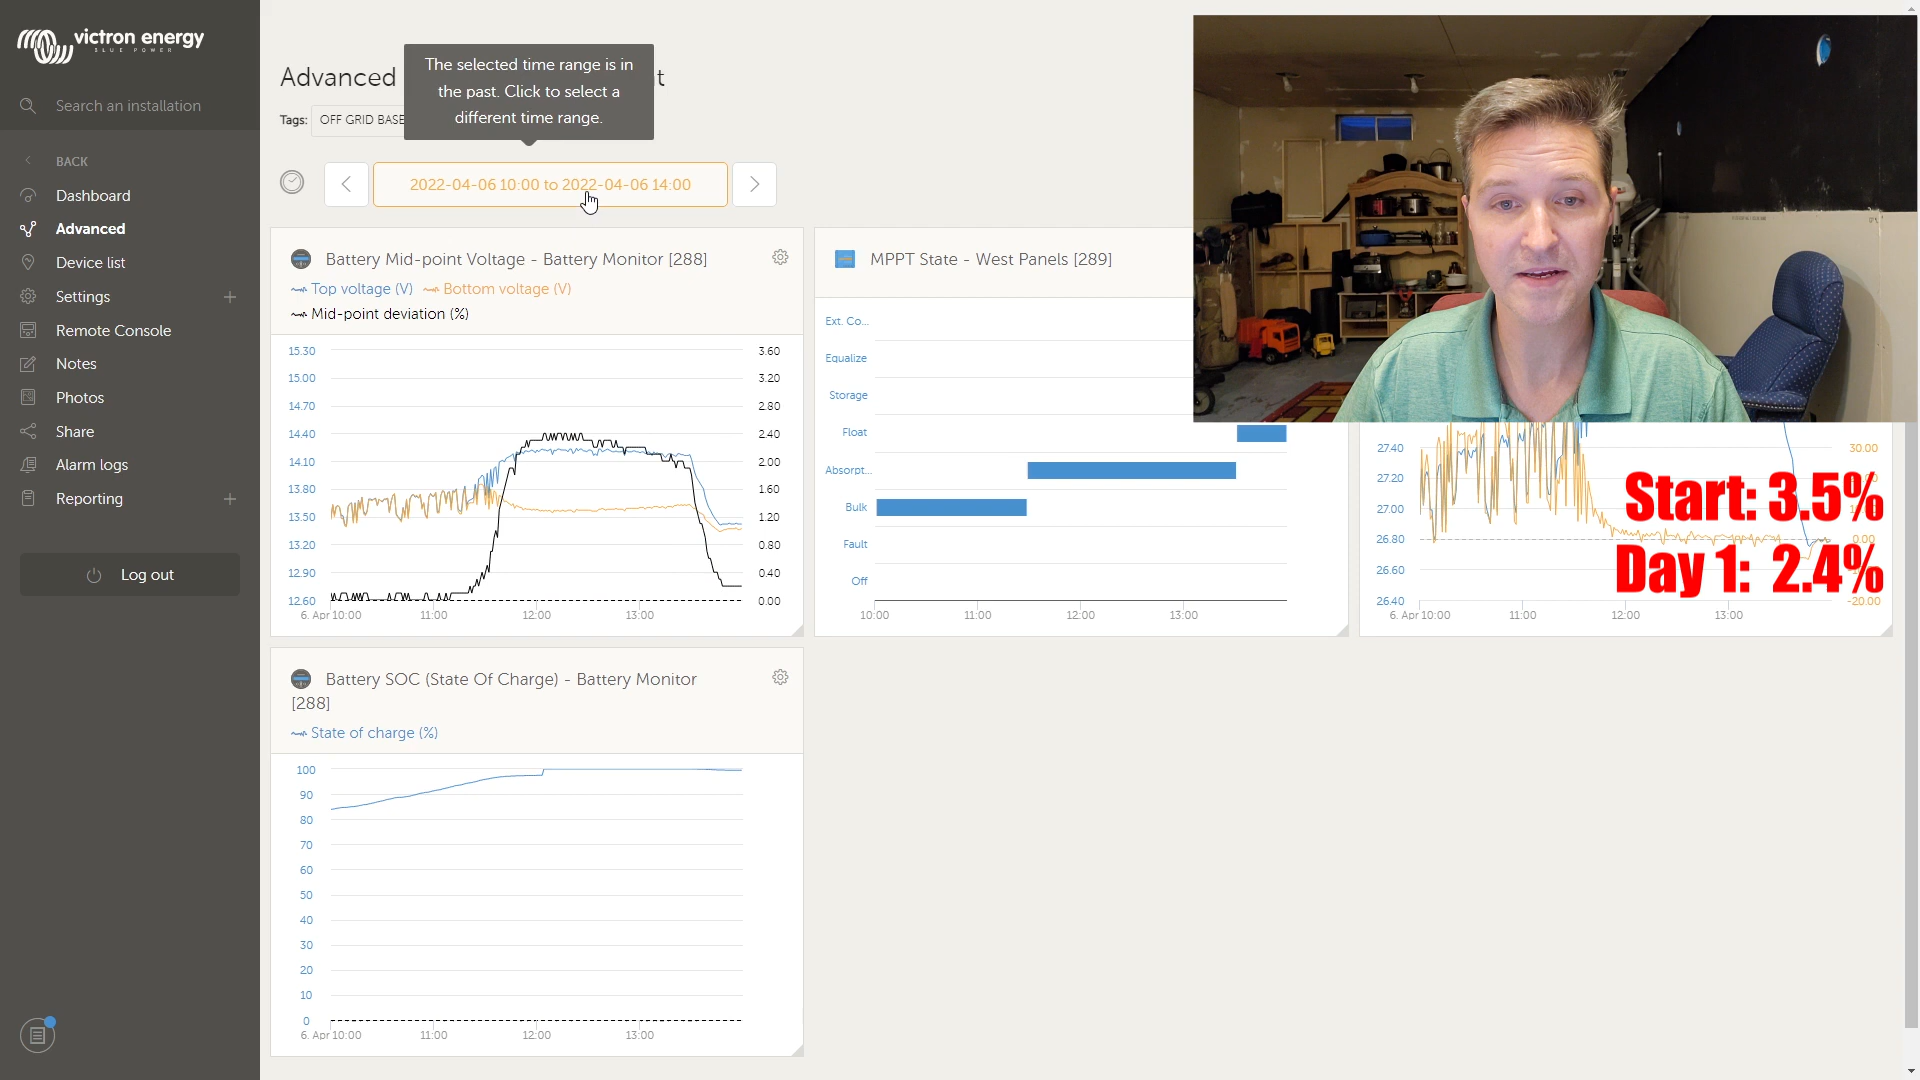 victron energy
BLUE POWER
Search an installation
BACK
Dashboard
Advanced
Device list
Settings
Remote Console
Notes
Photos
Share
Alarm logs
Reporting
Log out
Advanced
The selected time range is in
the past. Click to select a
different time range.
Tags: OFF GRID BASE
2022-04-06 10:00 to 2022-04-06 14:00
Battery Mid-point Voltage - Battery Monitor [288]
Top voltage (V) Bottom voltage (V)
Mid-point deviation (%)
15.30 3.60
15.00 3.20
14.70 2.80
14.40 2.40
14.10 2.00
13.80 1.60
13.50 1.20
13.20 0.80
12.90 0.40
12.60 0.00
6. Apr 10:00 11:00 12:00 13:00
MPPT State - West Panels [289]
Ext. Co...
Equalize
Storage
Float
Absorpt...
Bulk
Fault
Off
10:00 11:00 12:00 13:00
27.40 30.00
27.20
27.00
26.80 0.00
26.60
26.40 -20.00
6. Apr 10:00 11:00 12:00 13:00
Start: 3.5%
Day 1: 2.4%
Battery SOC (State Of Charge) - Battery Monitor
[288]
State of charge (%)
100
90
80
70
60
50
40
30
20
10
0
6. Apr 10:00 11:00 12:00 13:00